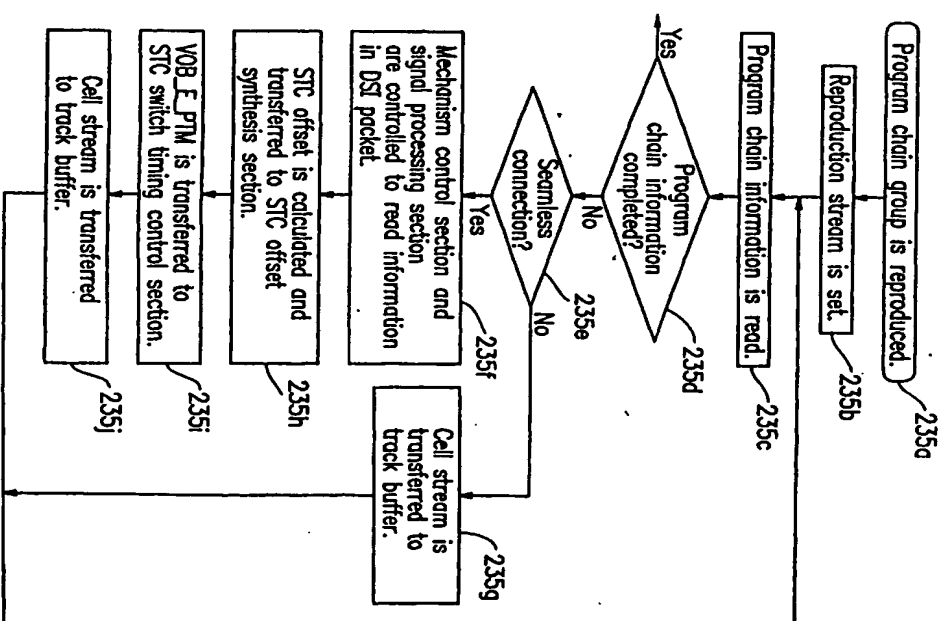 Program chain group is reproduced.
235a
Reproduction stream is set.
235b
Program chain information is read.
235c
Program
chain information
completed?
235d
Yes
No
Seamless
connection?
235e
No
Yes
Mechanism control section and
signal processing section
are controlled to read information
in DSI packet.
235f
Cell stream is
transferred to
track buffer.
235g
STC offset is calculated and
transferred to STC offset
synthesis section.
235h
VOB_E_PTM is transferred to
STC switch timing control section.
235i
Cell stream is transferred
to track buffer.
235j